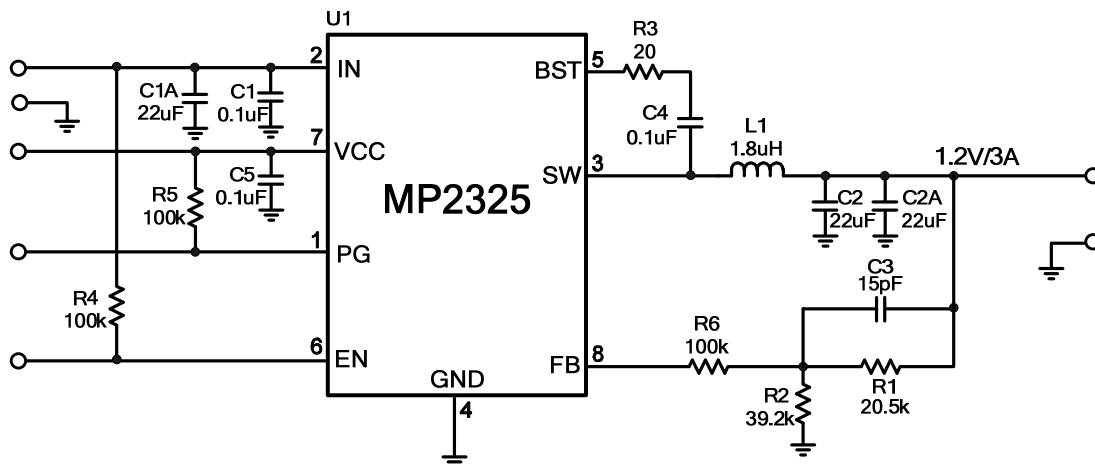 U1
2
IN
C1A
22uF
C1
0.1uF
7
VCC
R5
100k
C5
0.1uF
1
PG
R4
100k
6
EN
MP2325
GND
4
BST
5
R3
20
C4
0.1uF
SW
3
L1
1.8uH
1.2V/3A
C2
22uF
C2A
22uF
C3
15pF
FB
8
R6
100k
R2
39.2k
R1
20.5k